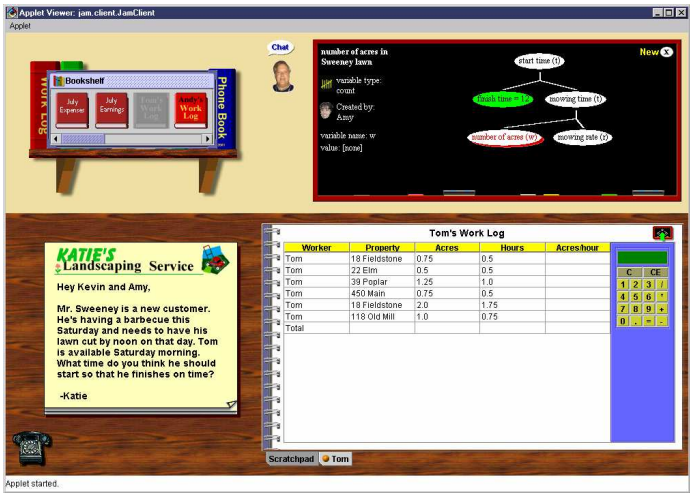 Applet Viewer: jam.client.JamClient
Applet
Bookshelf
Work Log
July Expenses
July Earnings
Tom's Work Log
Andy's Work Log
Phone Book
Chat
number of acres in
Sweeney lawn
variable type:
count
Created by:
Amy
variable name: w
value: [none]
New X
start time (t)
finish time = 12
mowing time (t)
number of acres (w)
mowing rate (r)
KATIE'S
Landscaping Service
Hey Kevin and Amy,
Mr. Sweeney is a new customer.
He's having a barbecue this
Saturday and needs to have his
lawn cut by noon on that day. Tom
is available Saturday morning.
What time do you think he should
start so that he finishes on time?
-Katie
Tom's Work Log
Worker Property Acres Hours Acres/hour
Tom 18 Fieldstone 0.75 0.5
Tom 22 Elm 0.5 0.5
Tom 39 Poplar 1.25 1.0
Tom 450 Main 0.75 0.5
Tom 18 Fieldstone 2.0 1.75
Tom 118 Old Mill 1.0 0.75
Total
C CE
1 2 3 /
4 5 6 *
7 8 9 +
0 . = -
Scratchpad Tom
Applet started.